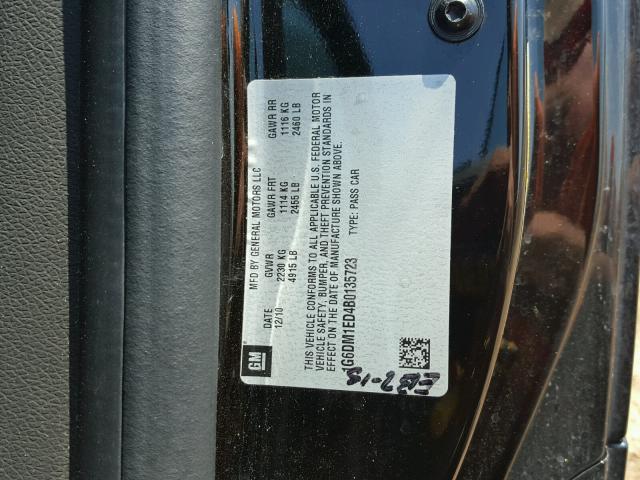 GM
MFD BY GENERAL MOTORS LLC
DATE GVWR GAWR FRT GAWR RR
12/10 2230 KG 1114 KG 1116 KG
4915 LB 2455 LB 2460 LB
THIS VEHICLE CONFORMS TO ALL APPLICABLE U.S. FEDERAL MOTOR
VEHICLE SAFETY, BUMPER, AND THEFT PREVENTION STANDARDS IN
EFFECT ON THE DATE OF MANUFACTURE SHOWN ABOVE.
1G6DM1ED4B0135723 TYPE: PASS CAR